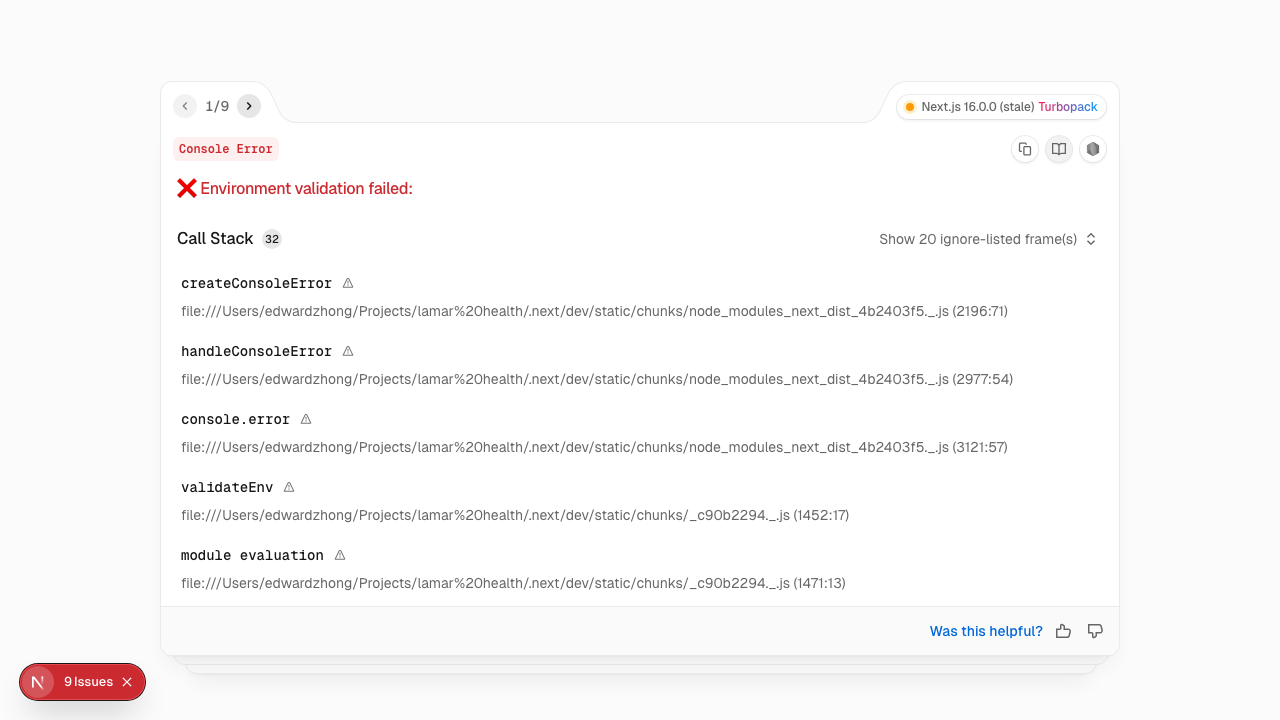 1/9
Next.js 16.0.0 (stale) Turbopack
Console Error
❌ Environment validation failed:
Call Stack 32
Show 20 ignore-listed frame(s)
createConsoleError
file:///Users/edwardzhong/Projects/lamar%20health/.next/dev/static/chunks/node_modules_next_dist_4b2403f5._.js (2196:71)
handleConsoleError
file:///Users/edwardzhong/Projects/lamar%20health/.next/dev/static/chunks/node_modules_next_dist_4b2403f5._.js (2977:54)
console.error
file:///Users/edwardzhong/Projects/lamar%20health/.next/dev/static/chunks/node_modules_next_dist_4b2403f5._.js (3121:57)
validateEnv
file:///Users/edwardzhong/Projects/lamar%20health/.next/dev/static/chunks/_c90b2294._.js (1452:17)
module evaluation
file:///Users/edwardzhong/Projects/lamar%20health/.next/dev/static/chunks/_c90b2294._.js (1471:13)
Was this helpful?
N 9 Issues